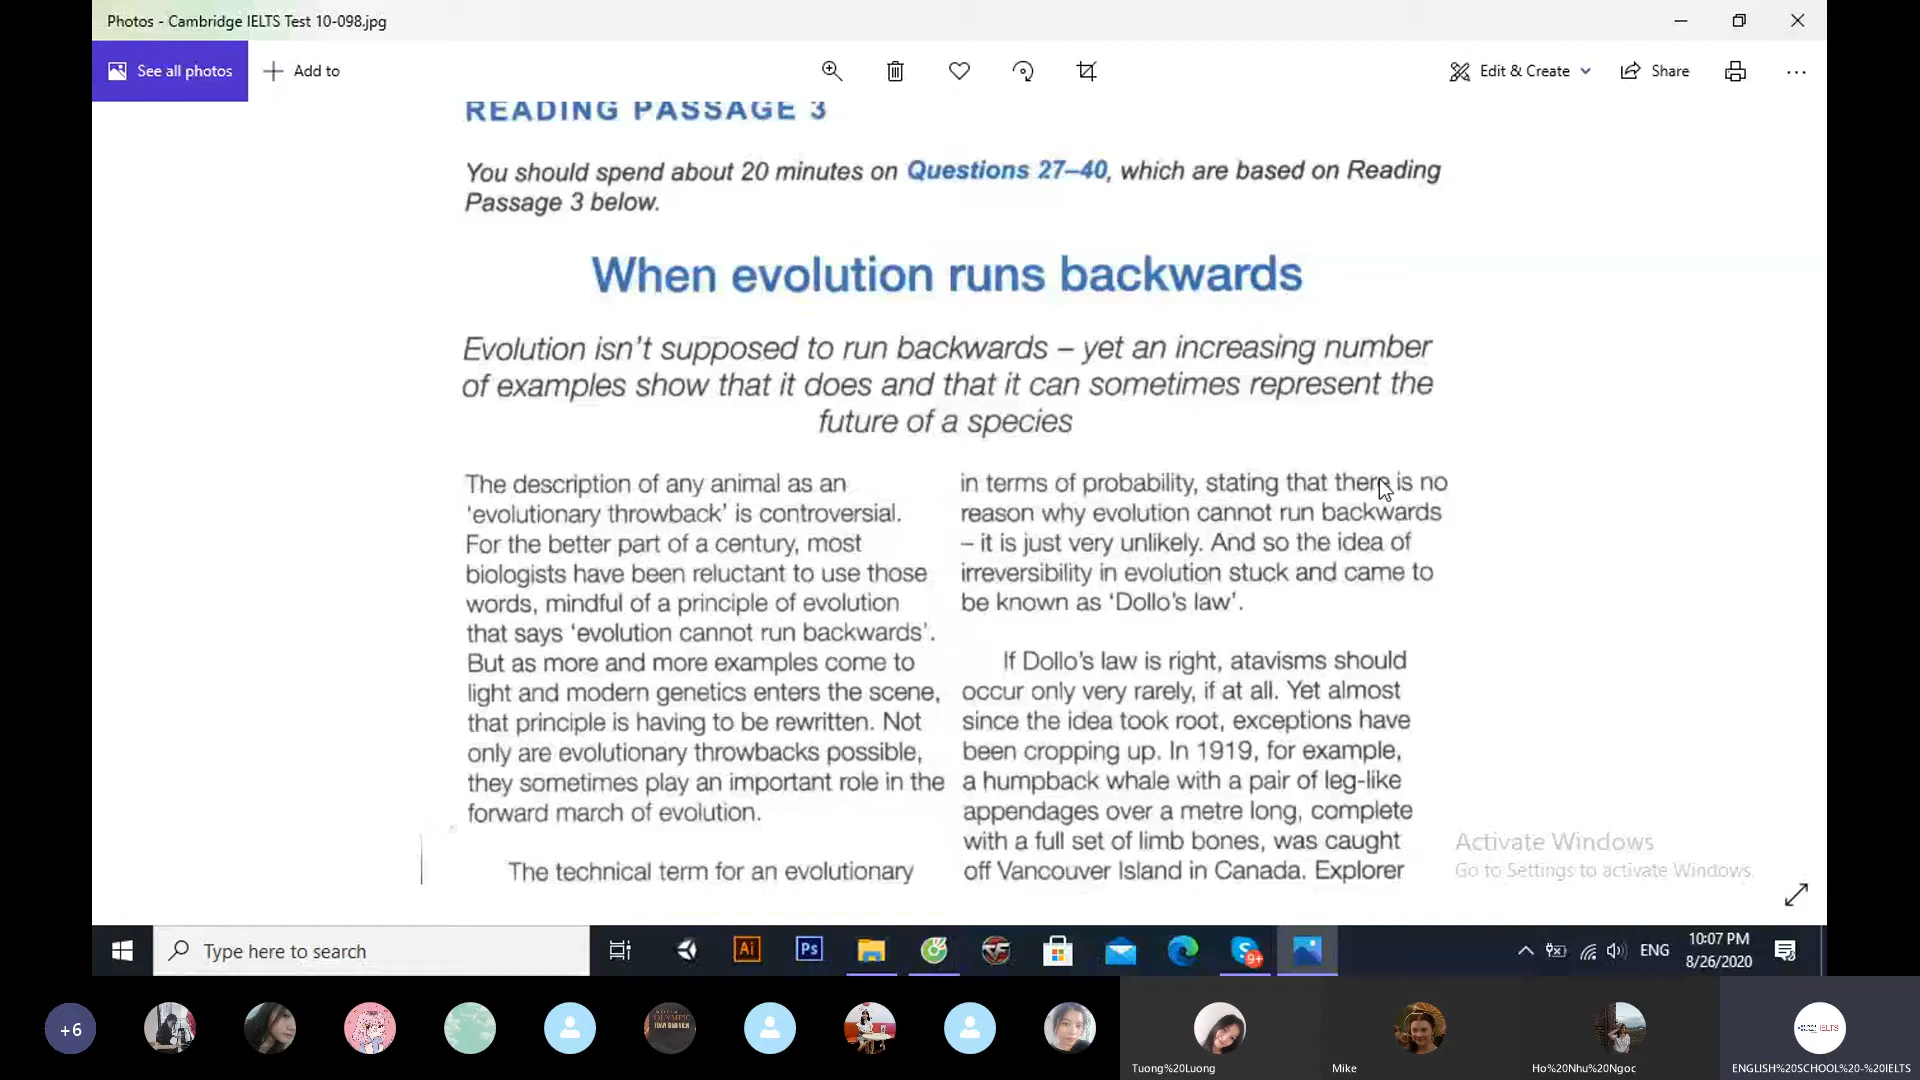 Photos - Cambridge IELTS Test 10-098.jpg
See all photos
Add to
Edit & Create
Share
READING PASSAGE 3
You should spend about 20 minutes on Questions 27–40, which are based on Reading
Passage 3 below.
When evolution runs backwards
Evolution isn't supposed to run backwards – yet an increasing number
of examples show that it does and that it can sometimes represent the
future of a species
The description of any animal as an
'evolutionary throwback' is controversial.
For the better part of a century, most
biologists have been reluctant to use those
words, mindful of a principle of evolution
that says 'evolution cannot run backwards'.
But as more and more examples come to
light and modern genetics enters the scene,
that principle is having to be rewritten. Not
only are evolutionary throwbacks possible,
they sometimes play an important role in the
forward march of evolution.
The technical term for an evolutionary
in terms of probability, stating that there is no
reason why evolution cannot run backwards
– it is just very unlikely. And so the idea of
irreversibility in evolution stuck and came to
be known as 'Dollo's law'.
If Dollo's law is right, atavisms should
occur only very rarely, if at all. Yet almost
since the idea took root, exceptions have
been cropping up. In 1919, for example,
a humpback whale with a pair of leg-like
appendages over a metre long, complete
with a full set of limb bones, was caught
off Vancouver Island in Canada. Explorer
Activate Windows
Go to Settings to activate Windows.
Type here to search
Ai
Ps
9+
ENG
10:07 PM
8/26/2020
+6
OLYMPIC
IELTS
Tuong%20Luong
Mike
Ho%20Nhu%20Ngoc
ENGLISH%20SCHOOL%20-%20IELTS